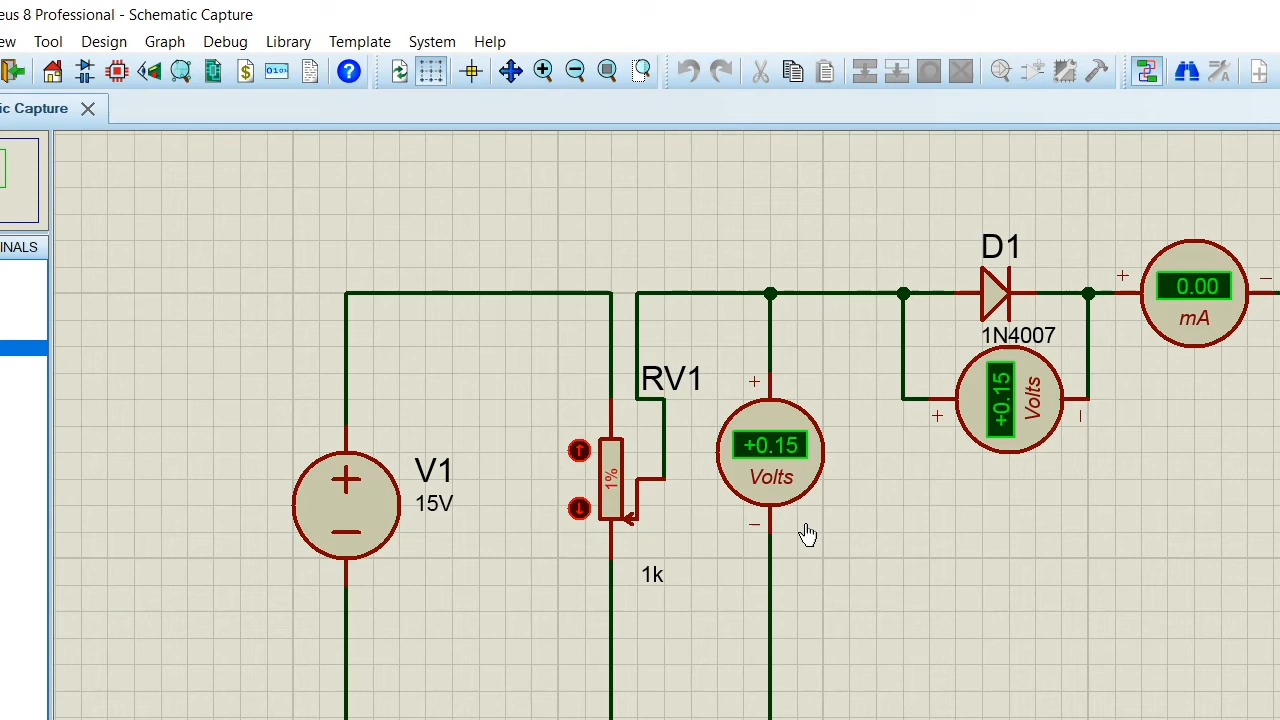 eus 8 Professional - Schematic Capture
ew Tool Design Graph Debug Library Template System Help
ic Capture
INALS
D1
+ 0.00 −
mA
1N4007
RV1
+
+0.15
Volts
+0.15
Volts
+ −
1%
V1
15V
−
1k